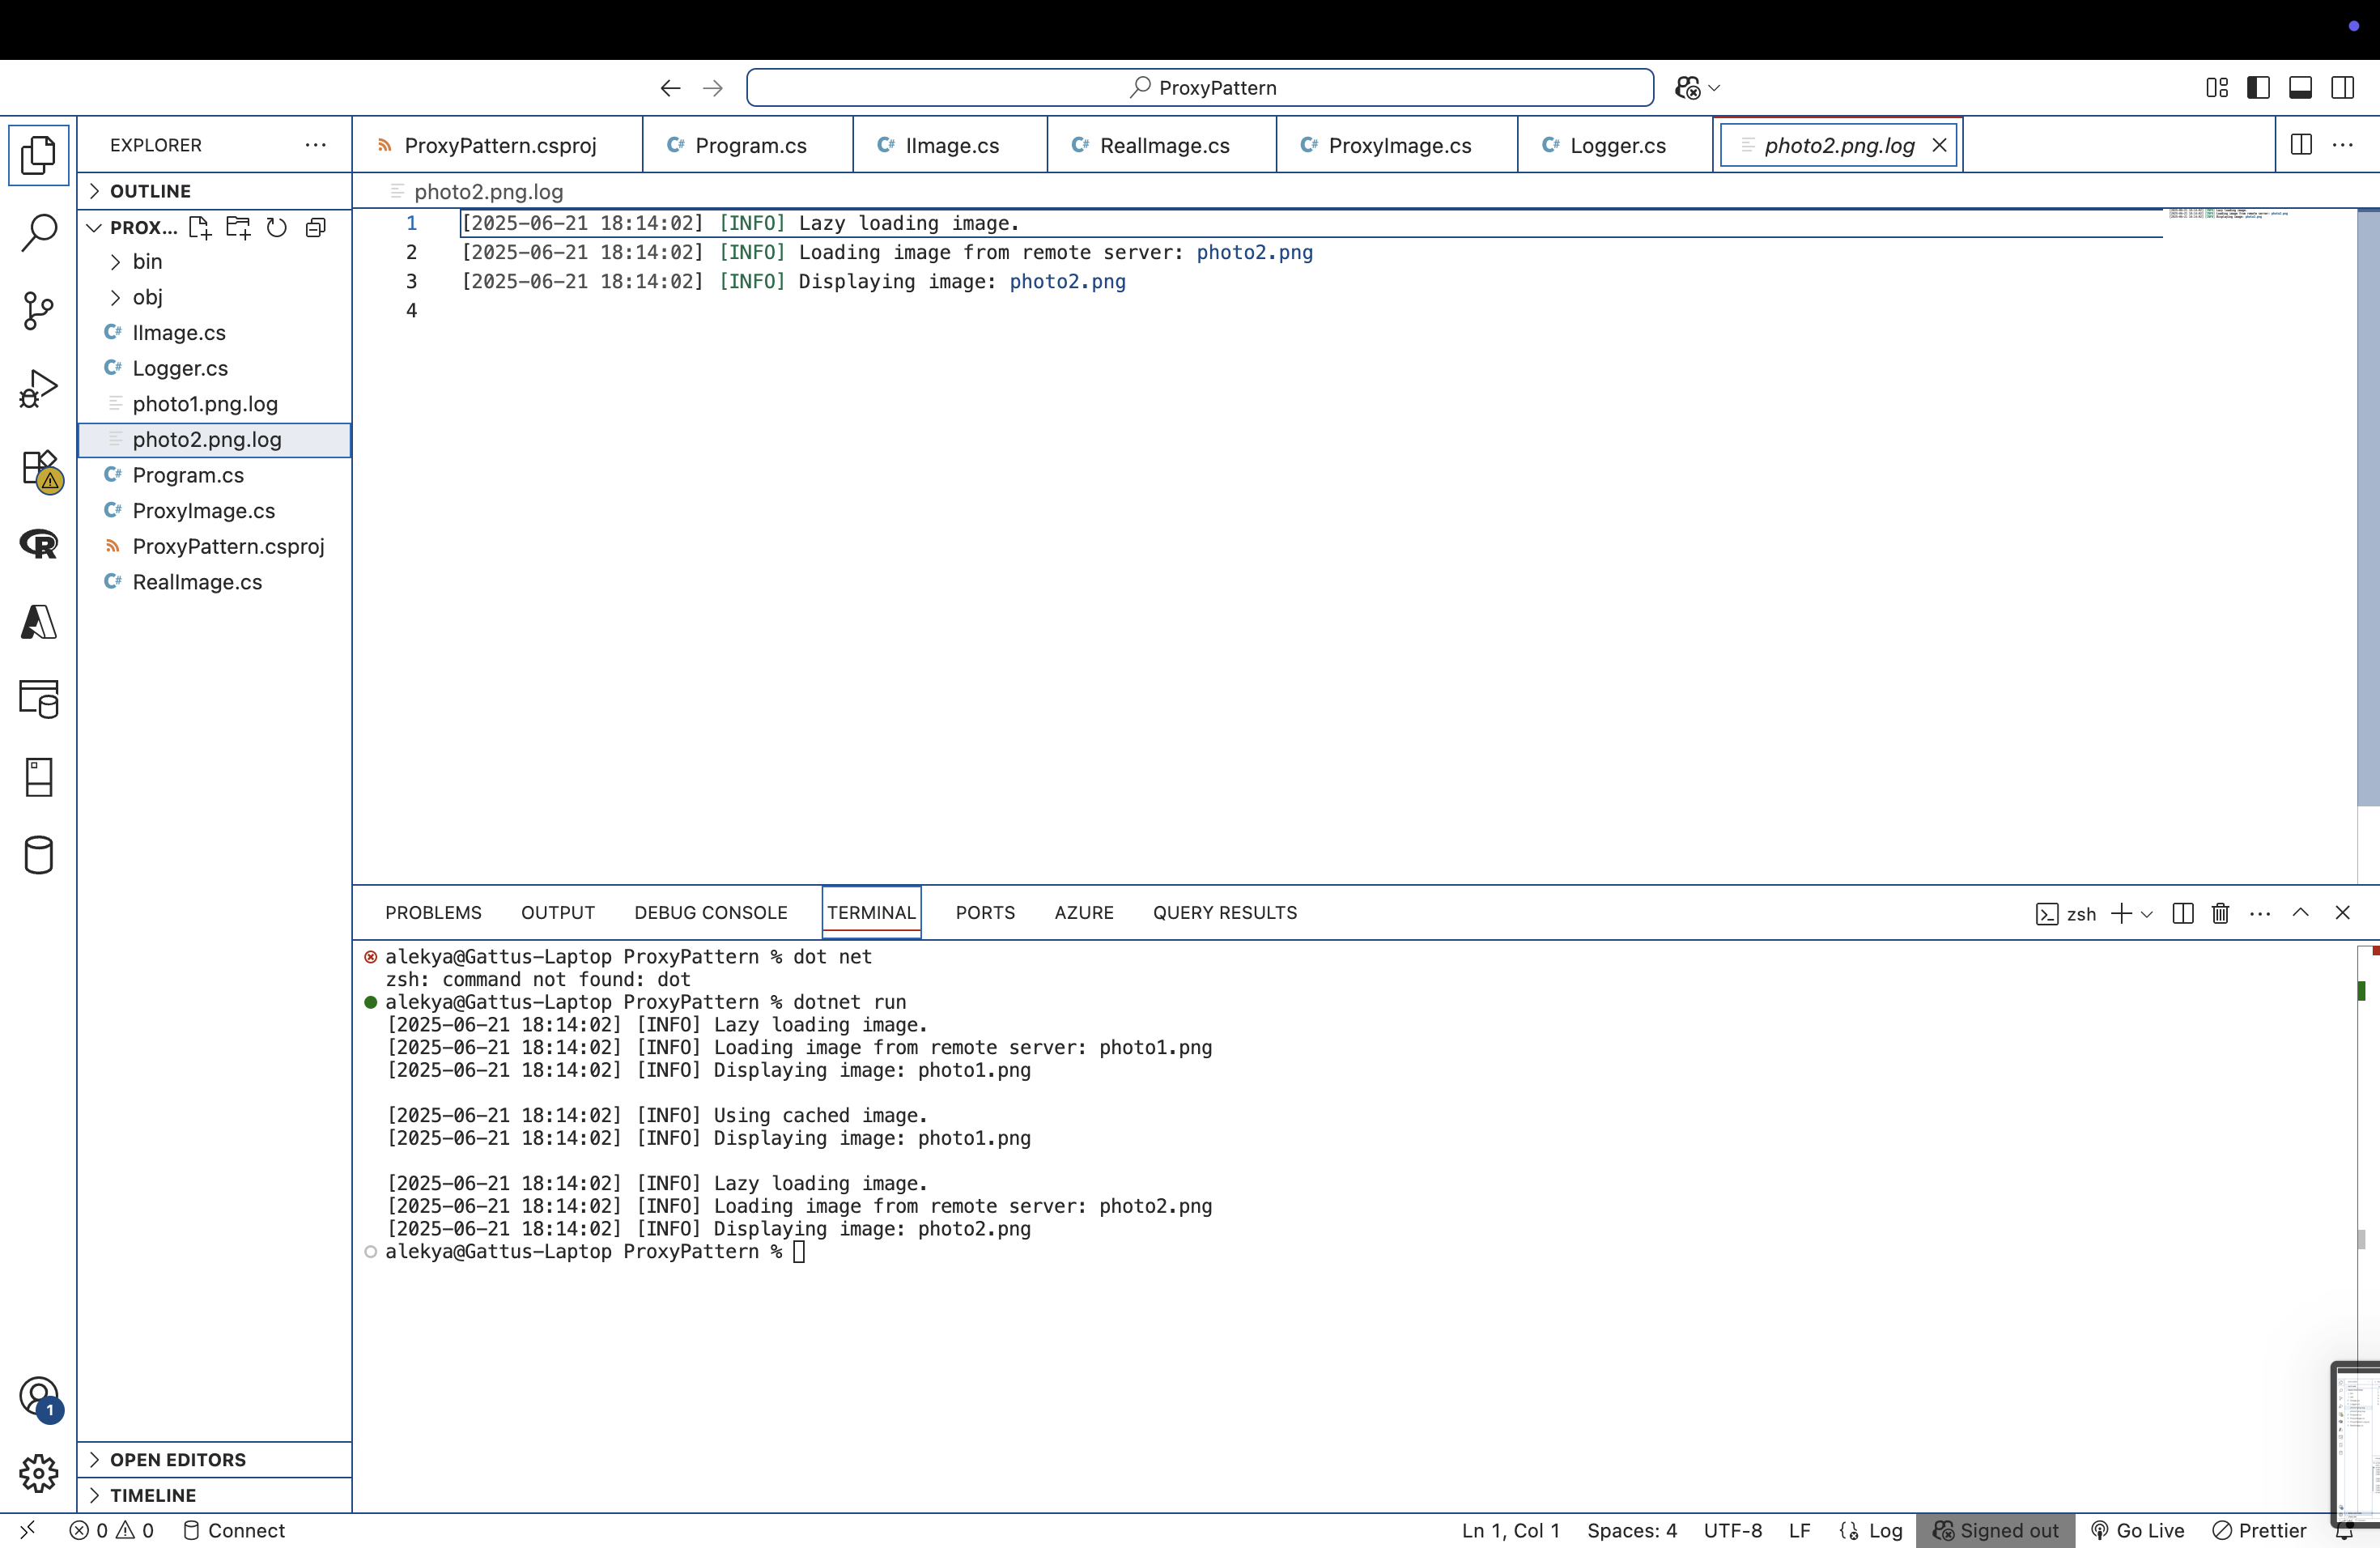 ProxyPattern
EXPLORER
ProxyPattern.csproj
Program.cs
IImage.cs
RealImage.cs
ProxyImage.cs
Logger.cs
photo2.png.log
OUTLINE
PROX...
bin
obj
IImage.cs
Logger.cs
photo1.png.log
photo2.png.log
Program.cs
ProxyImage.cs
ProxyPattern.csproj
RealImage.cs
photo2.png.log
1 [2025-06-21 18:14:02] [INFO] Lazy loading image.
2 [2025-06-21 18:14:02] [INFO] Loading image from remote server: photo2.png
3 [2025-06-21 18:14:02] [INFO] Displaying image: photo2.png
4
PROBLEMS OUTPUT DEBUG CONSOLE TERMINAL PORTS AZURE QUERY RESULTS
zsh
alekya@Gattus-Laptop ProxyPattern % dot net
zsh: command not found: dot
alekya@Gattus-Laptop ProxyPattern % dotnet run
[2025-06-21 18:14:02] [INFO] Lazy loading image.
[2025-06-21 18:14:02] [INFO] Loading image from remote server: photo1.png
[2025-06-21 18:14:02] [INFO] Displaying image: photo1.png
[2025-06-21 18:14:02] [INFO] Using cached image.
[2025-06-21 18:14:02] [INFO] Displaying image: photo1.png
[2025-06-21 18:14:02] [INFO] Lazy loading image.
[2025-06-21 18:14:02] [INFO] Loading image from remote server: photo2.png
[2025-06-21 18:14:02] [INFO] Displaying image: photo2.png
alekya@Gattus-Laptop ProxyPattern %
1
OPEN EDITORS
TIMELINE
0 0 Connect
Ln 1, Col 1 Spaces: 4 UTF-8 LF Log Signed out Go Live Prettier